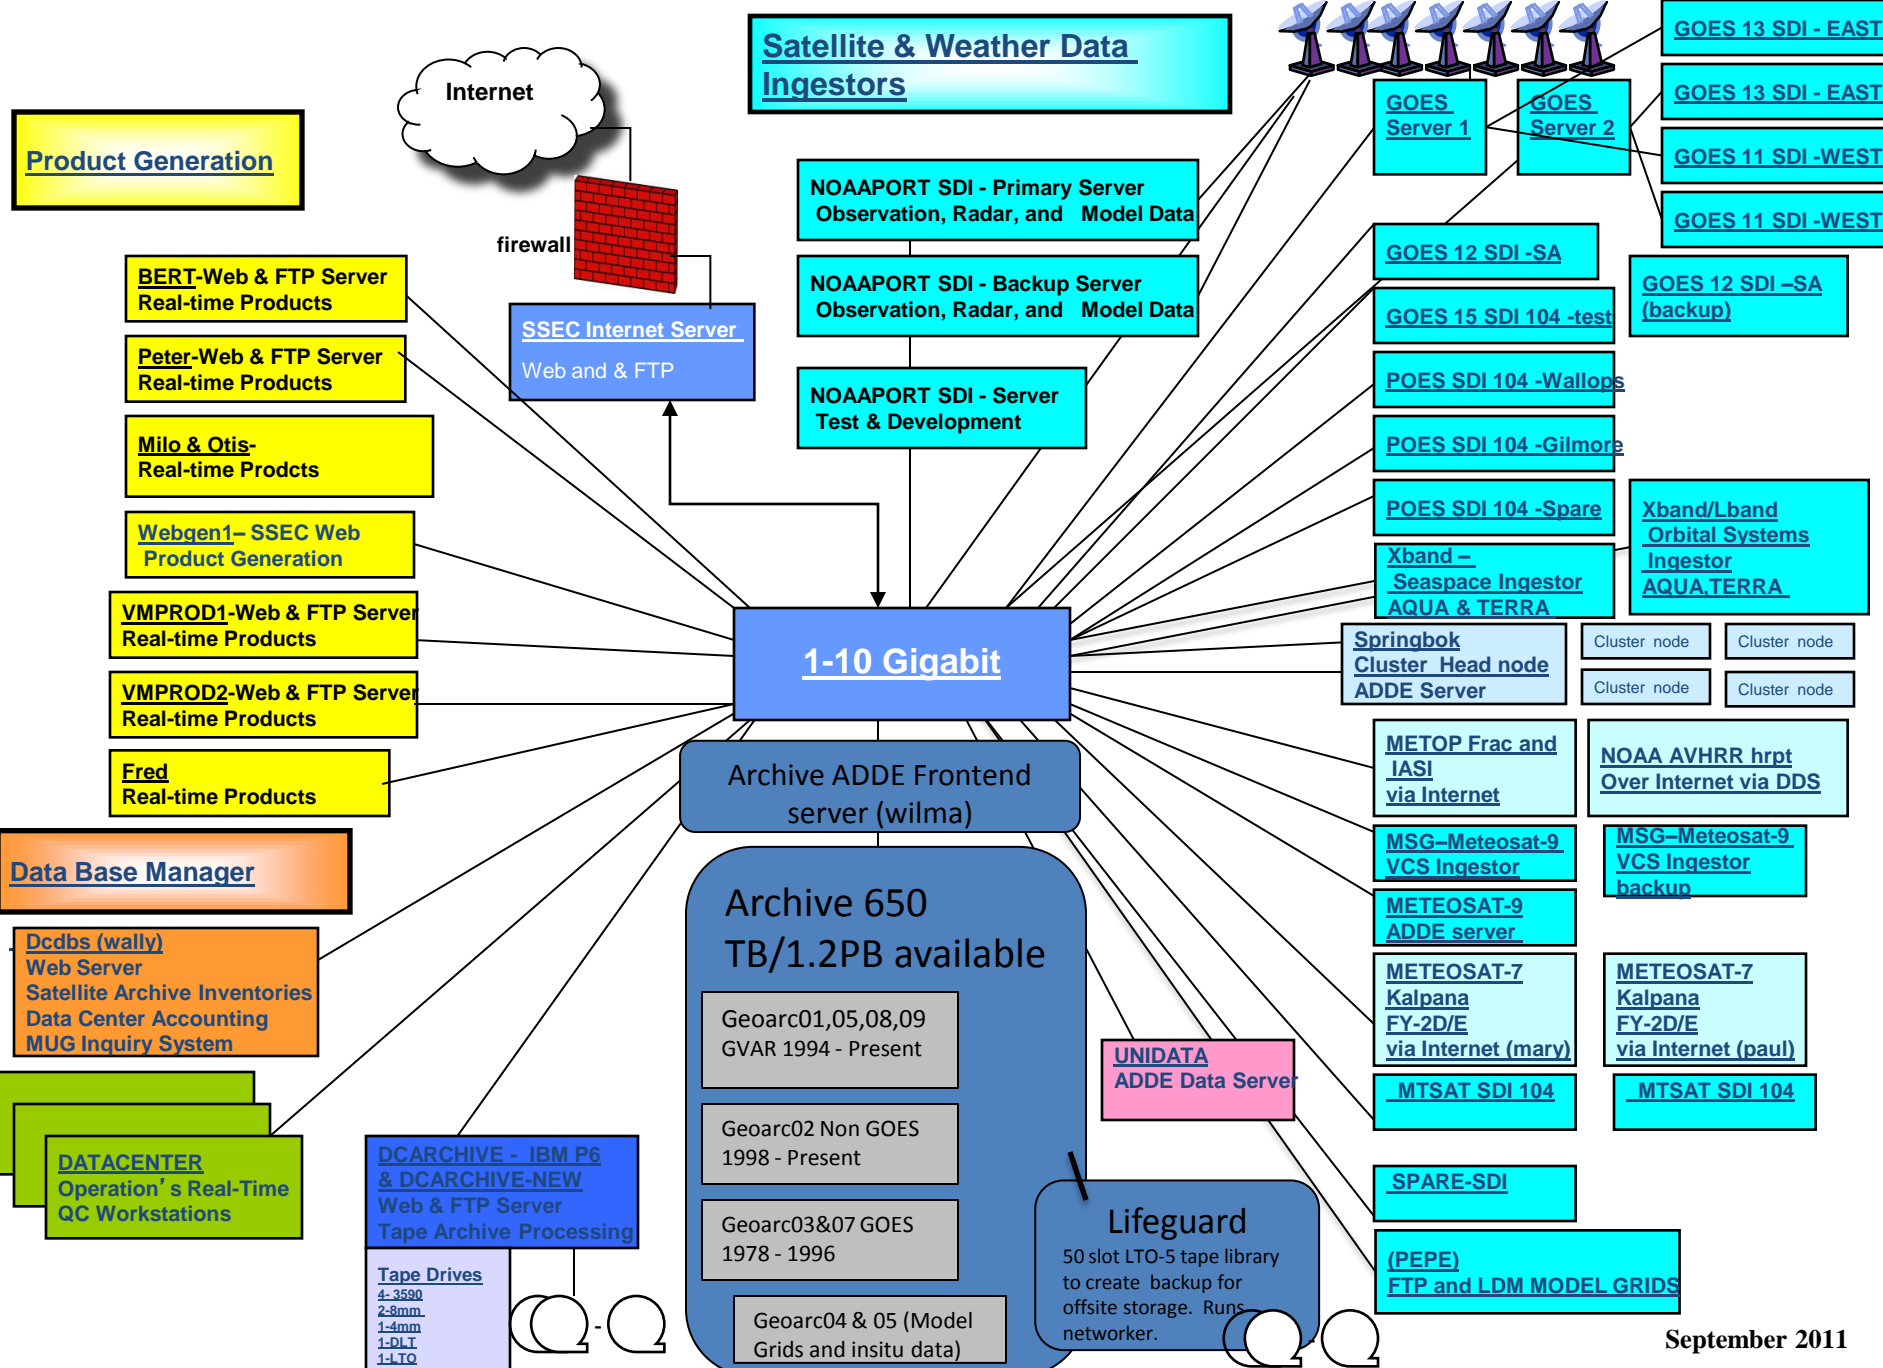 Satellite & Weather Data
Ingestors
Internet
Product Generation
firewall
SSEC Internet Server
Web and & FTP
BERT-Web & FTP Server
Real-time Products
Peter-Web & FTP Server
Real-time Products
Milo & Otis-
Real-time Prodcts
Webgen1– SSEC Web
Product Generation
VMPROD1-Web & FTP Server
Real-time Products
VMPROD2-Web & FTP Server
Real-time Products
Fred
Real-time Products
NOAAPORT SDI - Primary Server
Observation, Radar, and Model Data
NOAAPORT SDI - Backup Server
Observation, Radar, and Model Data
NOAAPORT SDI - Server
Test & Development
GOES
Server 1
GOES
Server 2
GOES 13 SDI - EAST
GOES 13 SDI - EAST
GOES 11 SDI -WEST
GOES 11 SDI -WEST
GOES 12 SDI -SA
GOES 12 SDI –SA
(backup)
GOES 15 SDI 104 -test
POES SDI 104 -Wallops
POES SDI 104 -Gilmore
POES SDI 104 -Spare
Xband –
Seaspace Ingestor
AQUA & TERRA
Xband/Lband
Orbital Systems
Ingestor
AQUA,TERRA
1-10 Gigabit
Springbok
Cluster Head node
ADDE Server
Cluster node
Cluster node
Cluster node
Cluster node
METOP Frac and
IASI
via Internet
NOAA AVHRR hrpt
Over Internet via DDS
MSG–Meteosat-9
VCS Ingestor
MSG–Meteosat-9
VCS Ingestor
backup
METEOSAT-9
ADDE server
METEOSAT-7
Kalpana
FY-2D/E
via Internet (mary)
METEOSAT-7
Kalpana
FY-2D/E
via Internet (paul)
MTSAT SDI 104
MTSAT SDI 104
SPARE-SDI
(PEPE)
FTP and LDM MODEL GRIDS
Archive ADDE Frontend
server (wilma)
Archive 650
TB/1.2PB available
Geoarc01,05,08,09
GVAR 1994 - Present
Geoarc02 Non GOES
1998 - Present
Geoarc03&07 GOES
1978 - 1996
Geoarc04 & 05 (Model
Grids and insitu data)
UNIDATA
ADDE Data Server
Lifeguard
50 slot LTO-5 tape library
to create backup for
offsite storage. Runs
networker.
Data Base Manager
Dcdbs (wally)
Web Server
Satellite Archive Inventories
Data Center Accounting
MUG Inquiry System
DATACENTER
Operation's Real-Time
QC Workstations
DCARCHIVE - IBM P6
& DCARCHIVE-NEW
Web & FTP Server
Tape Archive Processing
Tape Drives
4- 3590
2-8mm
1-4mm
1-DLT
1-LTO
September 2011